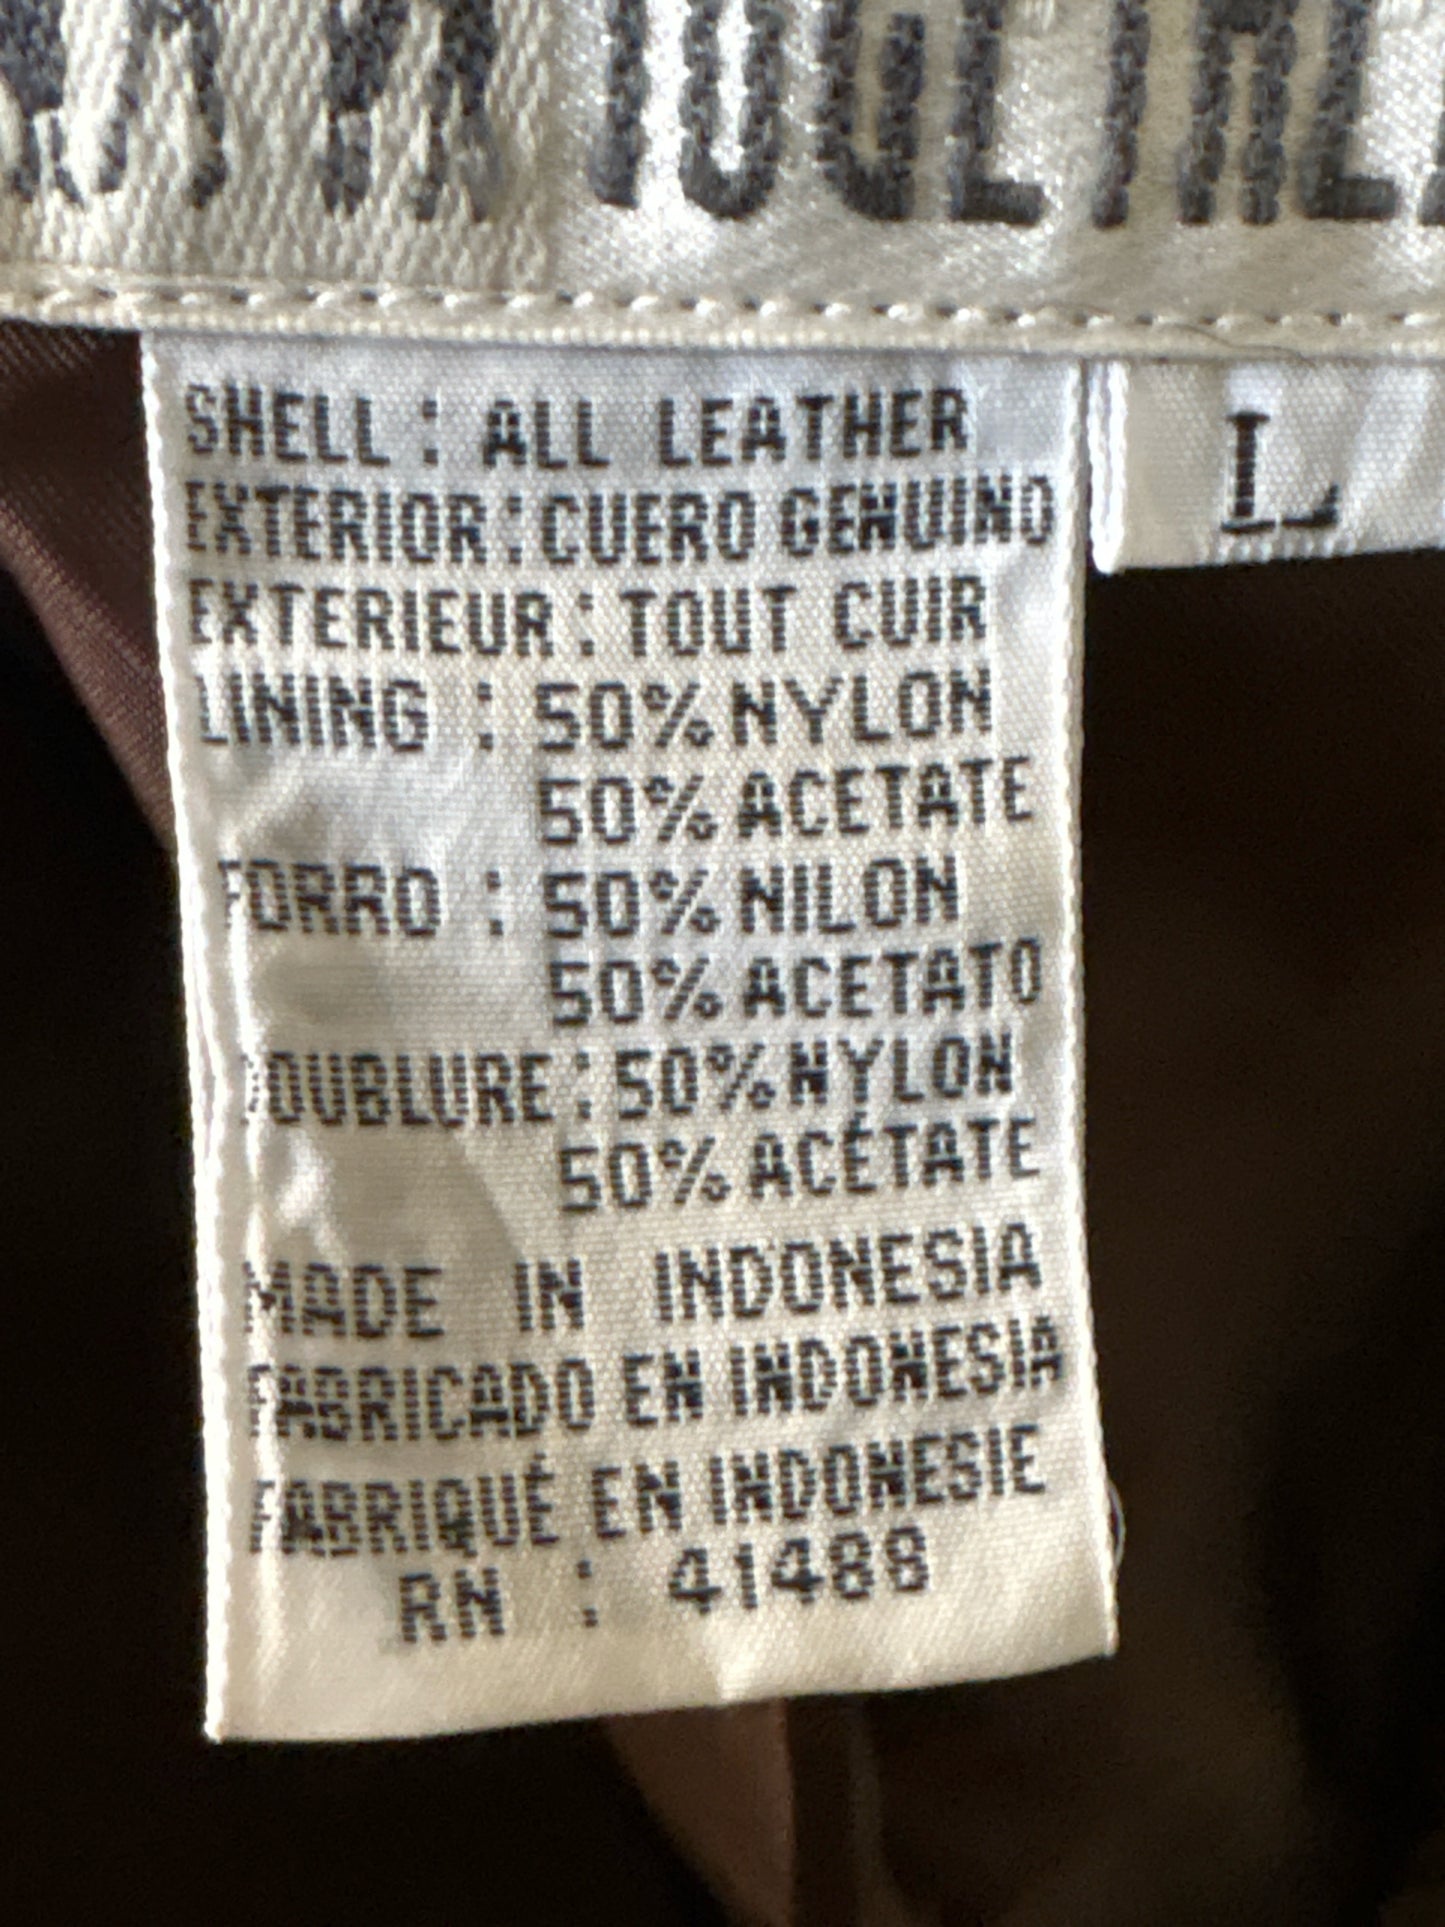 TOGETHE
SHELL : ALL LEATHER
L
EXTERIOR : CUERO GENUINO
EXTERIEUR : TOUT CUIR
LINING : 50% NYLON
50% ACETATE
FORRO : 50% NILON
50% ACETATO
DOUBLURE : 50% NYLON
50% ACÉTATE
MADE IN INDONESIA
FABRICADO EN INDONESIA
FABRIQUÉ EN INDONESIE
RN : 41488